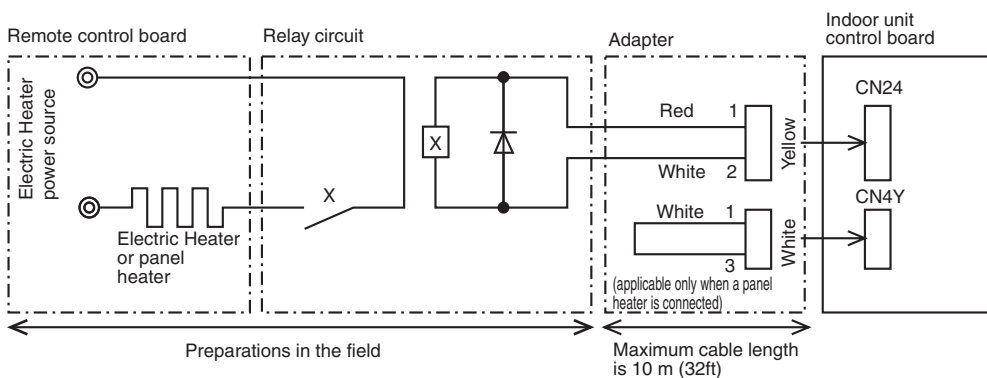 Remote control board
Relay circuit
Adapter
Indoor unit
control board
Electric Heater
power source
Electric Heater
or panel
heater
X
X
Red
1
White
2
Yellow
White
1
3
White
(applicable only when a panel
heater is connected)
CN24
CN4Y
Preparations in the field
Maximum cable length
is 10 m (32ft)